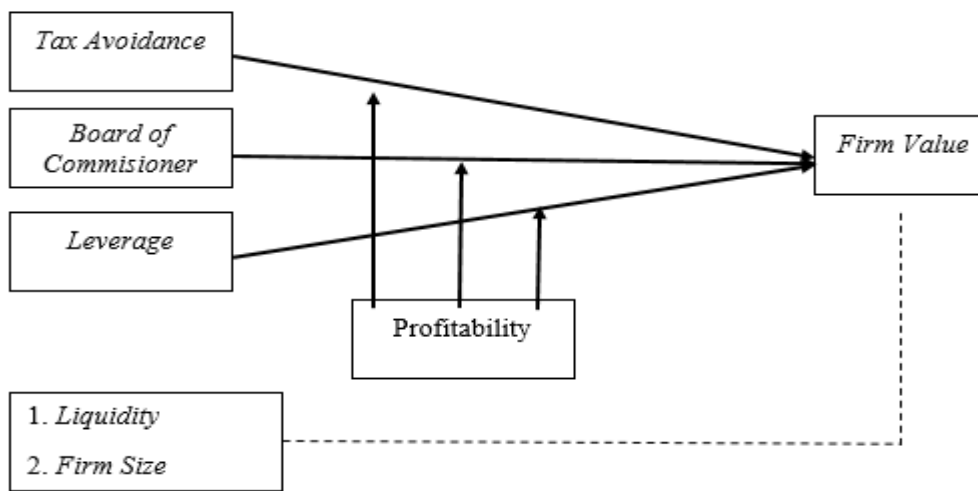 Tax Avoidance
Board of
Commisioner
Firm Value
Leverage
Profitability
1. Liquidity
2. Firm Size